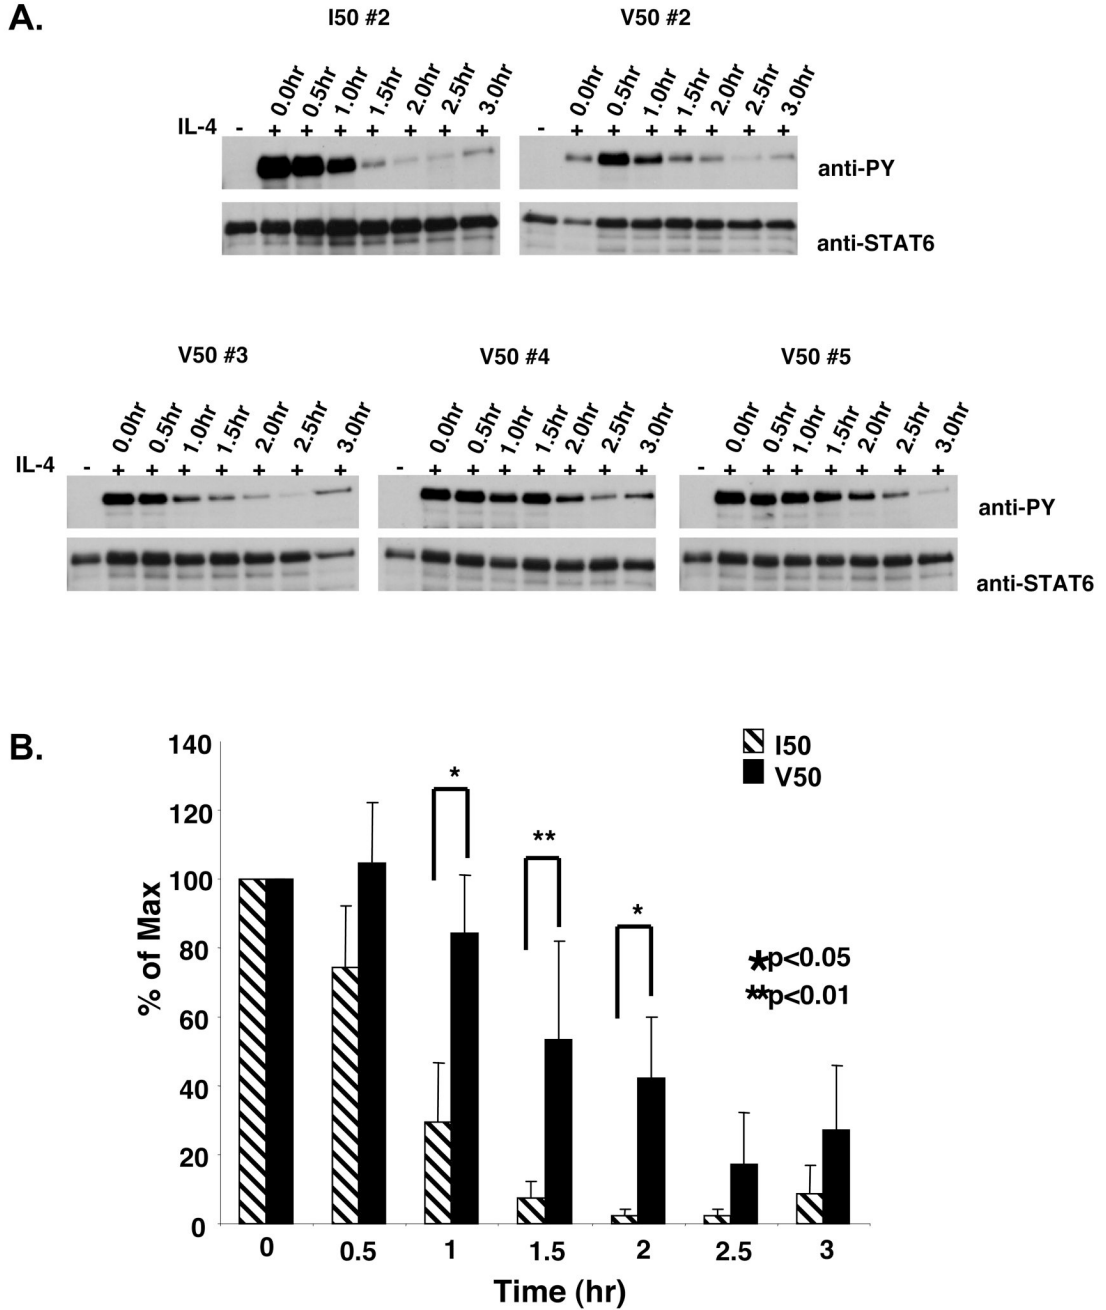 A.
I50 #2 V50 #2
0.0hr 0.5hr 1.0hr 1.5hr 2.0hr 2.5hr 3.0hr 0.0hr 0.5hr 1.0hr 1.5hr 2.0hr 2.5hr 3.0hr
IL-4 - + + + + + + + - + + + + + + +
anti-PY
anti-STAT6
V50 #3 V50 #4 V50 #5
0.0hr 0.5hr 1.0hr 1.5hr 2.0hr 2.5hr 3.0hr 0.0hr 0.5hr 1.0hr 1.5hr 2.0hr 2.5hr 3.0hr 0.0hr 0.5hr 1.0hr 1.5hr 2.0hr 2.5hr 3.0hr
IL-4 - + + + + + + + - + + + + + + + - + + + + + + +
anti-PY
anti-STAT6
B.
140
120
100
80
60
40
20
0
% of Max
I50
V50
*
**
*
*p<0.05
**p<0.01
0 0.5 1 1.5 2 2.5 3
Time (hr)